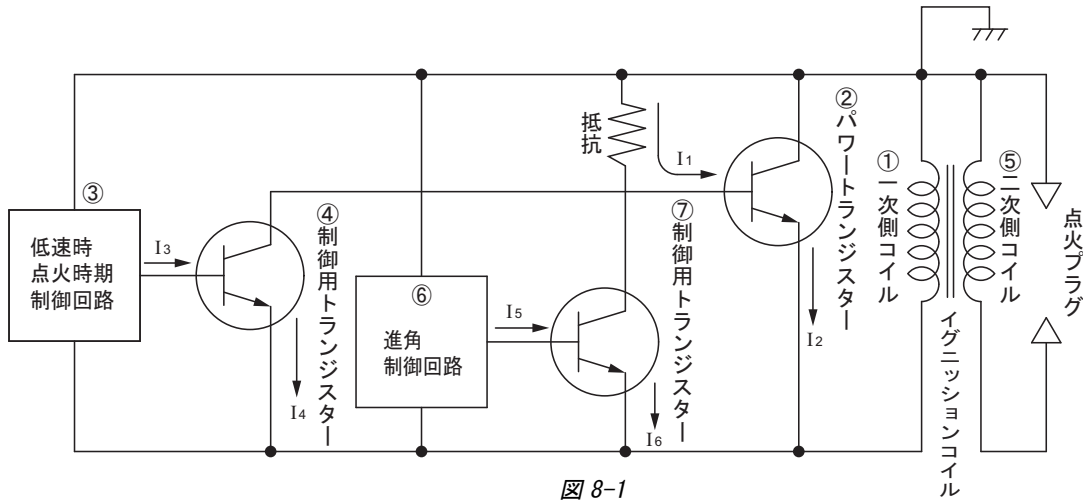 ③
低速時
点火時期
制御回路
I3
④制御用トランジスター
I4
⑥
進角
制御回路
I5
抵抗
I1
⑦制御用トランジスター
I6
②パワートランジスター
I2
①一次側コイル
イグニッションコイル
⑤二次側コイル
点火プラグ
図 8-1